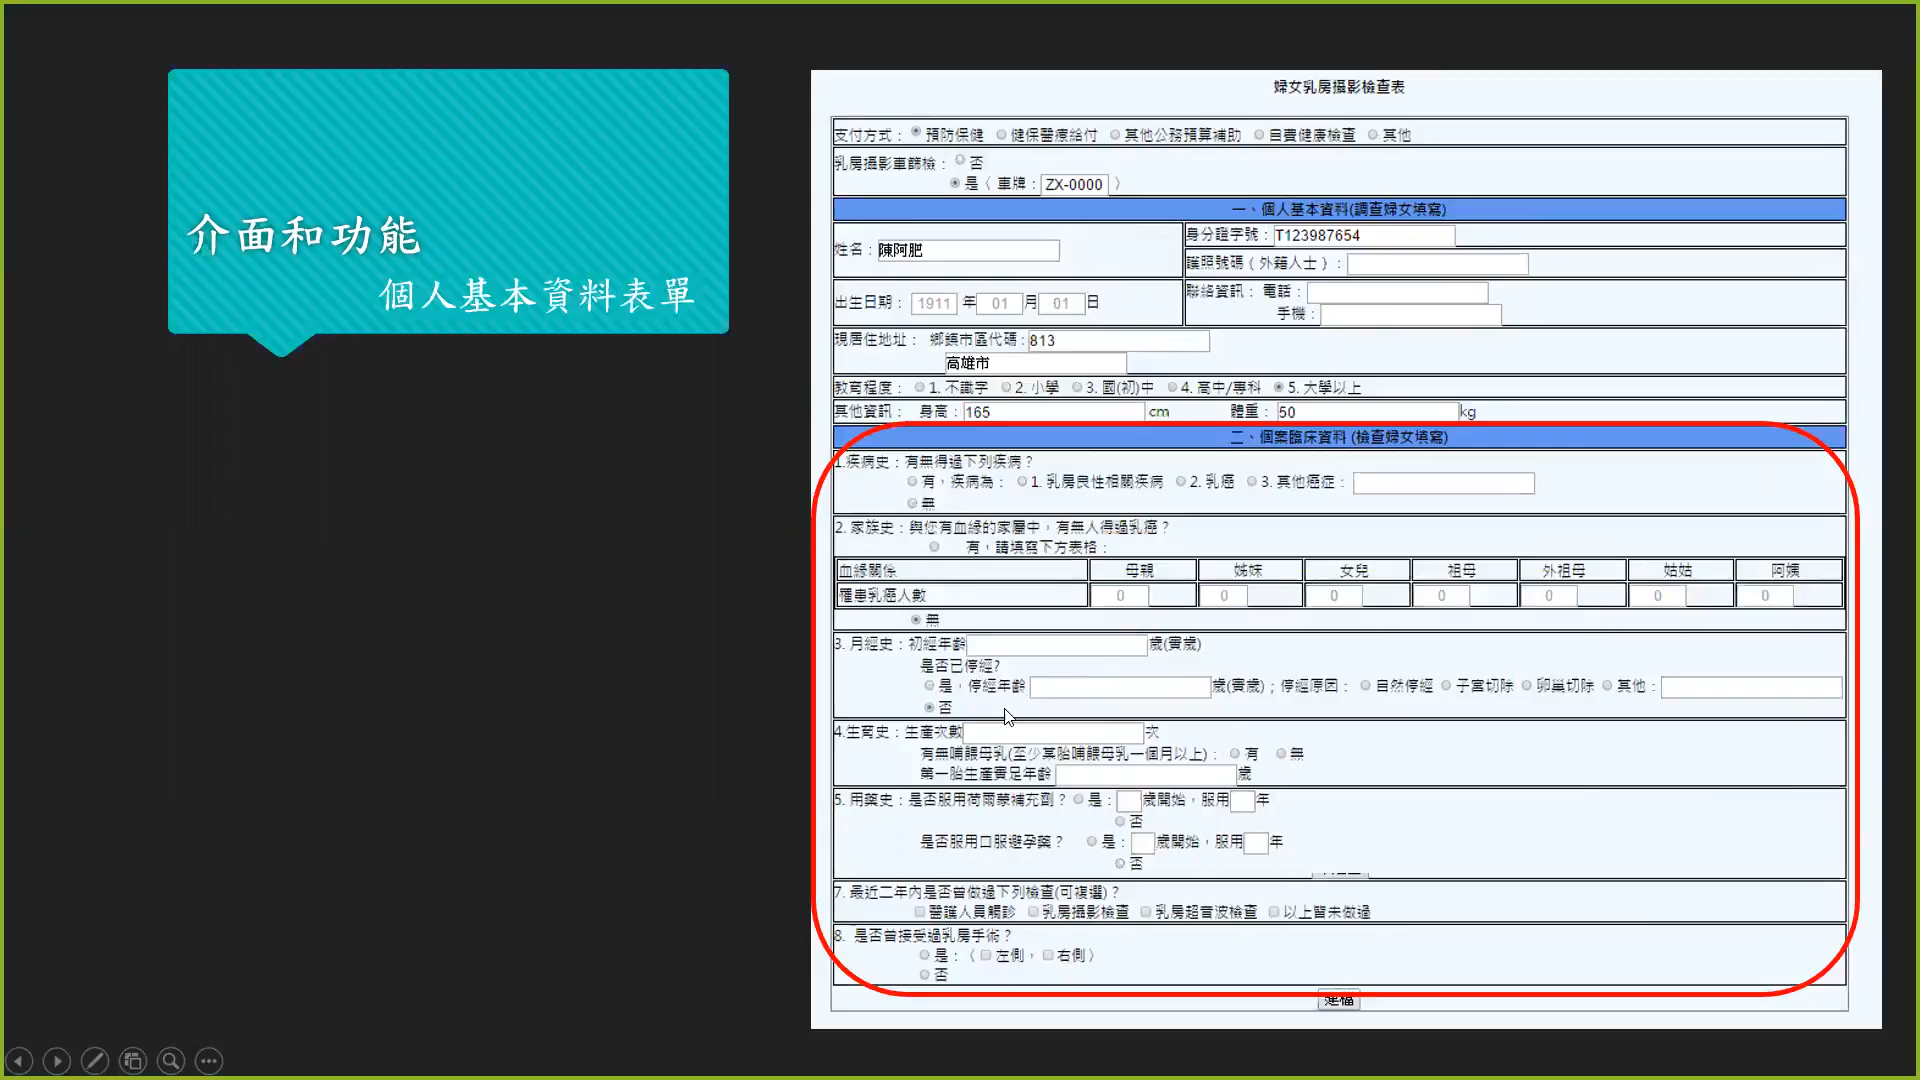 介面和功能
個人基本資料表單
婦女乳房攝影檢查表
支付方式： 預防保健 健保醫療給付 其他公務預算補助 自費健康檢查 其他
乳房攝影車篩檢： 否
是〈 車牌： ZX-0000 〉
一、個人基本資料(調查婦女填寫)
姓名：陳阿肥
身分證字號： T123987654
護照號碼（外籍人士）：
出生日期： 1911 年 01 月 01 日
聯絡資訊： 電話：
手機：
現居住地址： 鄉鎮市區代碼：813
高雄市
教育程度： 1. 不識字 2. 小學 3. 國(初)中 4. 高中/專科 5. 大學以上
其他資訊： 身高：165 cm 體重： 50 kg
二、個案臨床資料 (檢查婦女填寫)
1.疾病史：有無得過下列疾病？
有，疾病為： 1. 乳房良性相關疾病 2. 乳癌 3. 其他癌症：
無
2. 家族史：與您有血緣的家屬中，有無人得過乳癌？
有，請填寫下方表格：
血緣關係 母親 姊妹 女兒 祖母 外祖母 姑姑 阿姨
罹患乳癌人數 0 0 0 0 0 0 0
無
3. 月經史：初經年齡 歲(實歲)
是否已停經?
是，停經年齡 歲(實歲)；停經原因： 自然停經 子宮切除 卵巢切除 其他：
否
4.生育史：生產次數 次
有無哺餵母乳(至少某胎哺餵母乳一個月以上)： 有 無
第一胎生產實足年齡 歲
5. 用藥史：是否服用荷爾蒙補充劑？ 是： 歲開始，服用 年
否
是否服用口服避孕藥？ 是： 歲開始，服用 年
否
7. 最近二年內是否曾做過下列檢查(可複選)？
醫護人員觸診 乳房攝影檢查 乳房超音波檢查 以上皆未做過
8. 是否曾接受過乳房手術？
是：〈 左側， 右側〉
否
建檔